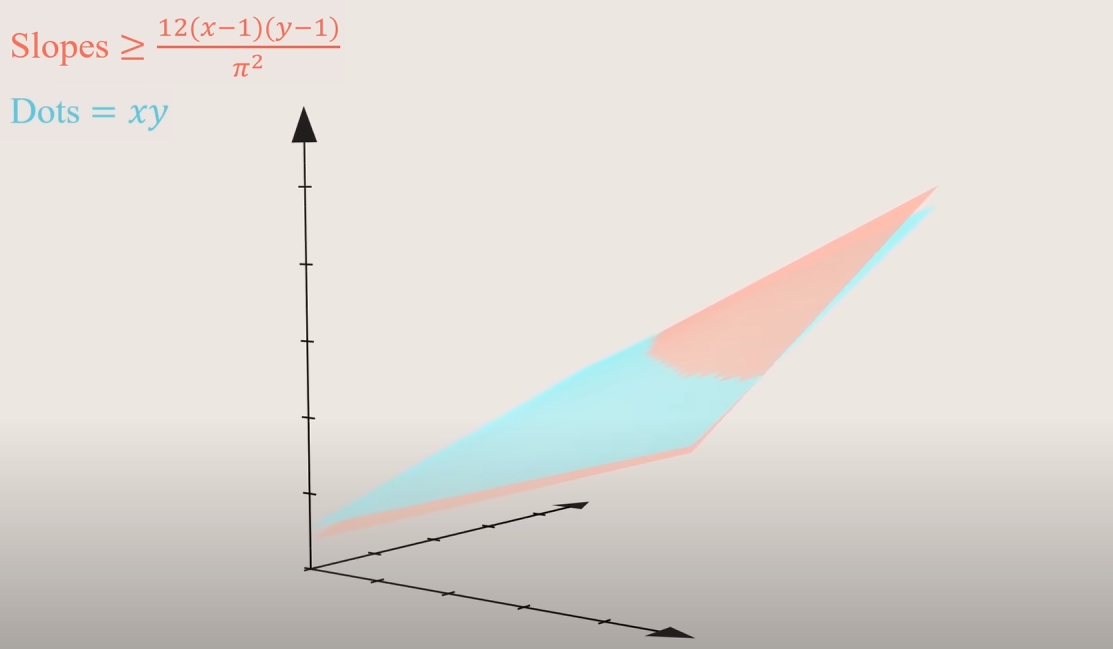 Slopes ≥ 12(x−1)(y−1)/π²
Dots = xy